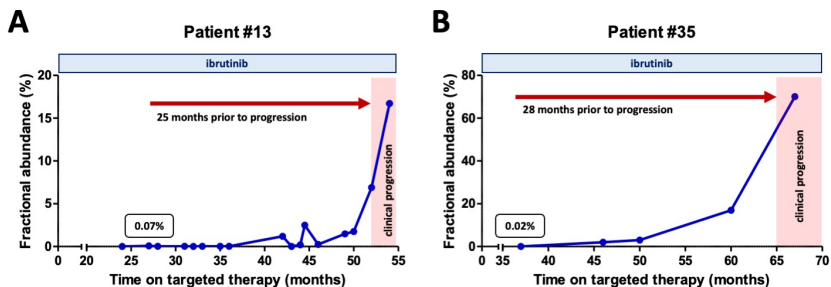 A
Patient #13
ibrutinib
Fractional abundance (%)
20
15
10
5
0
25 months prior to progression
0.07%
clinical progression
0 20 25 30 35 40 45 50 55
Time on targeted therapy (months)
B
Patient #35
ibrutinib
Fractional abundance (%)
80
60
40
20
0
28 months prior to progression
0.02%
clinical progression
0 35 40 45 50 55 60 65 70
Time on targeted therapy (months)